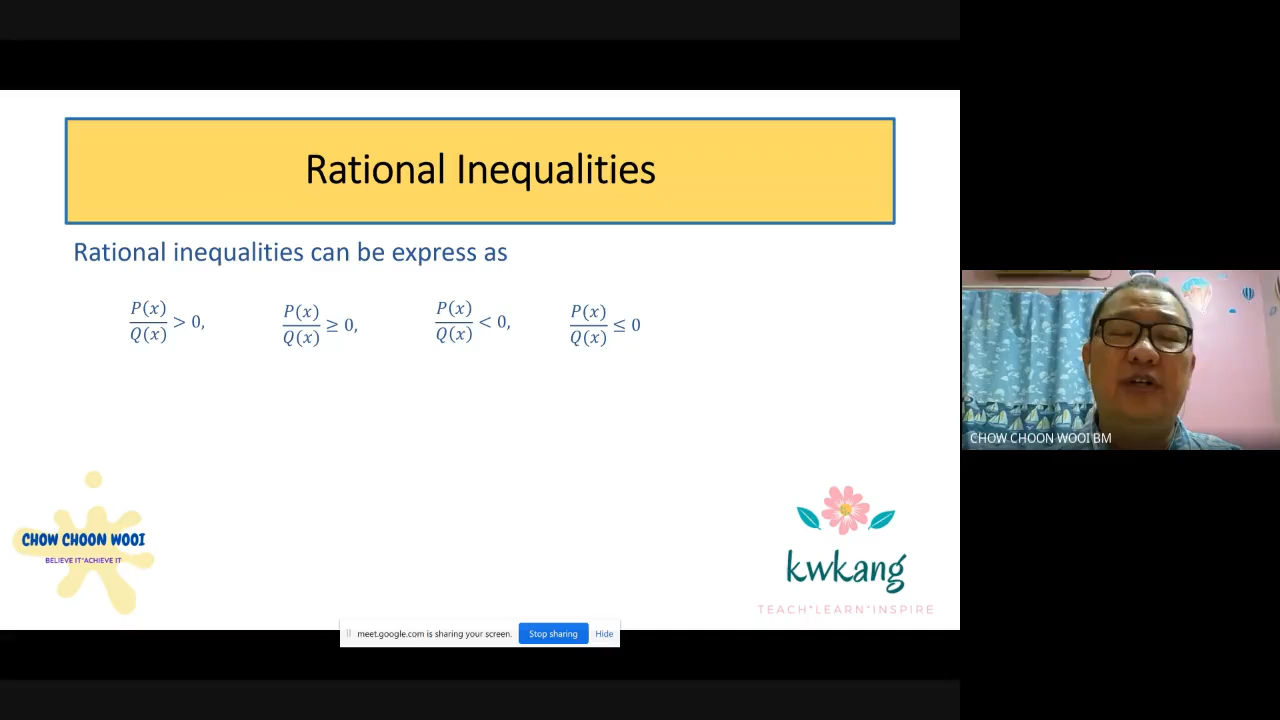 Rational Inequalities
Rational inequalities can be express as
P(x)/Q(x) > 0, P(x)/Q(x) ≥ 0, P(x)/Q(x) < 0, P(x)/Q(x) ≤ 0
CHOW CHOON WOOI BM
CHOW CHOON WOOI
BELIEVE IT*ACHIEVE IT
kwkang
TEACH*LEARN*INSPIRE
meet.google.com is sharing your screen. Stop sharing Hide